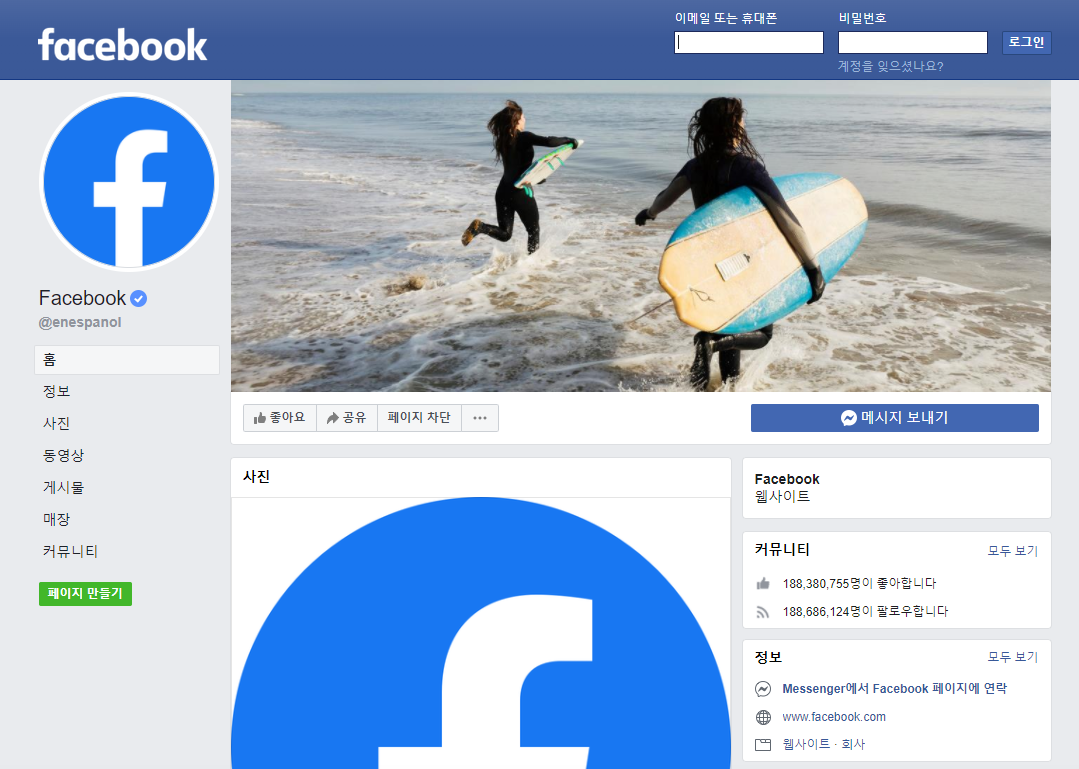 facebook
이메일 또는 휴대폰
비밀번호
로그인
계정을 잊으셨나요?
Facebook
@enespanol
홈
정보
사진
동영상
게시물
매장
커뮤니티
페이지 만들기
좋아요 공유 페이지 차단 ...
메시지 보내기
사진
Facebook
웹사이트
커뮤니티 모두 보기
188,380,755명이 좋아합니다
188,686,124명이 팔로우합니다
정보 모두 보기
Messenger에서 Facebook 페이지에 연락
www.facebook.com
웹사이트 · 회사